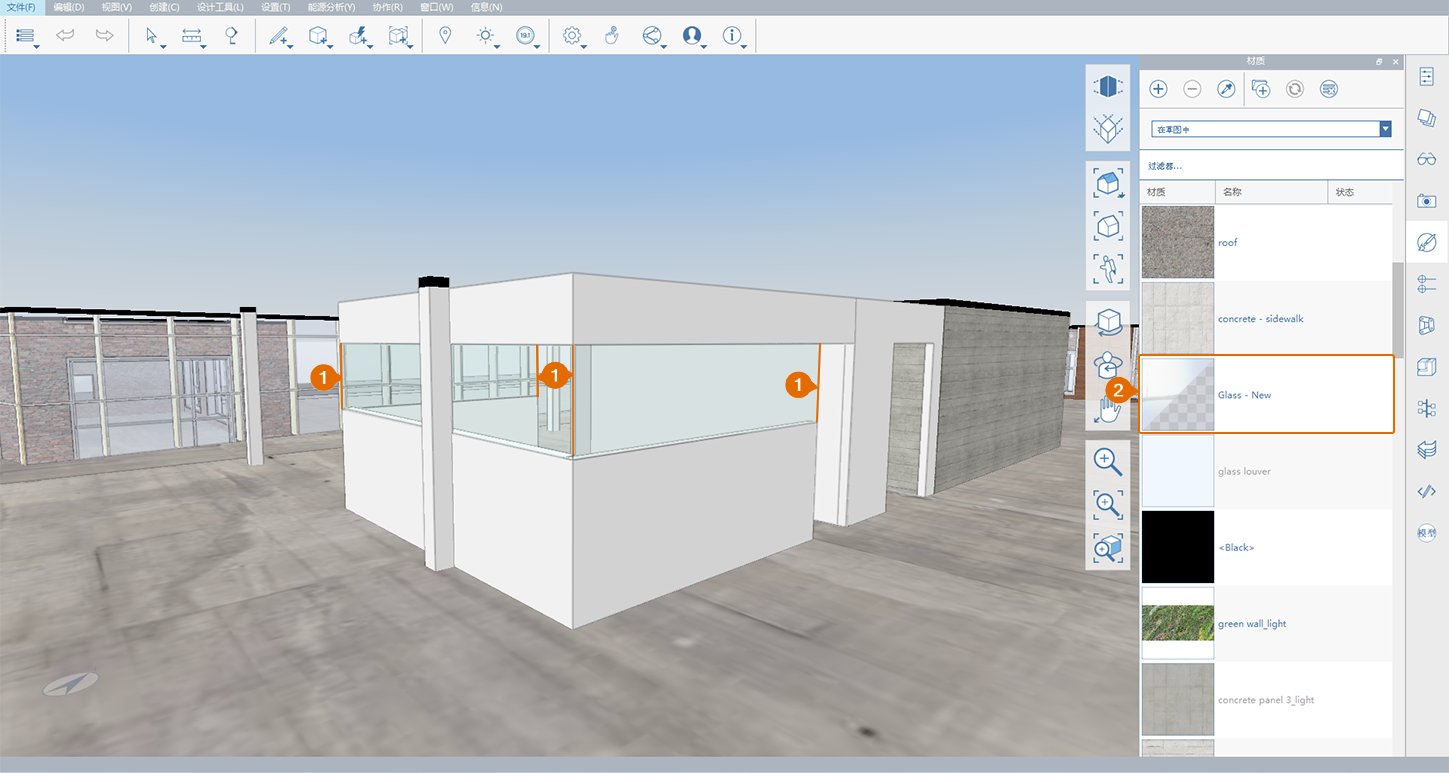 文件(F) 编辑(D) 视图(V) 创建(C) 设计工具(L) 设置(T) 能源分析(Y) 协作(R) 窗口(W) 信息(N)
19.1
材质
在草图中
过滤器...
材质 名称 状态
roof
concrete - sidewalk
1 1 1
2
Glass - New
glass louver
<Black>
模型
green wall_light
concrete panel 3_light